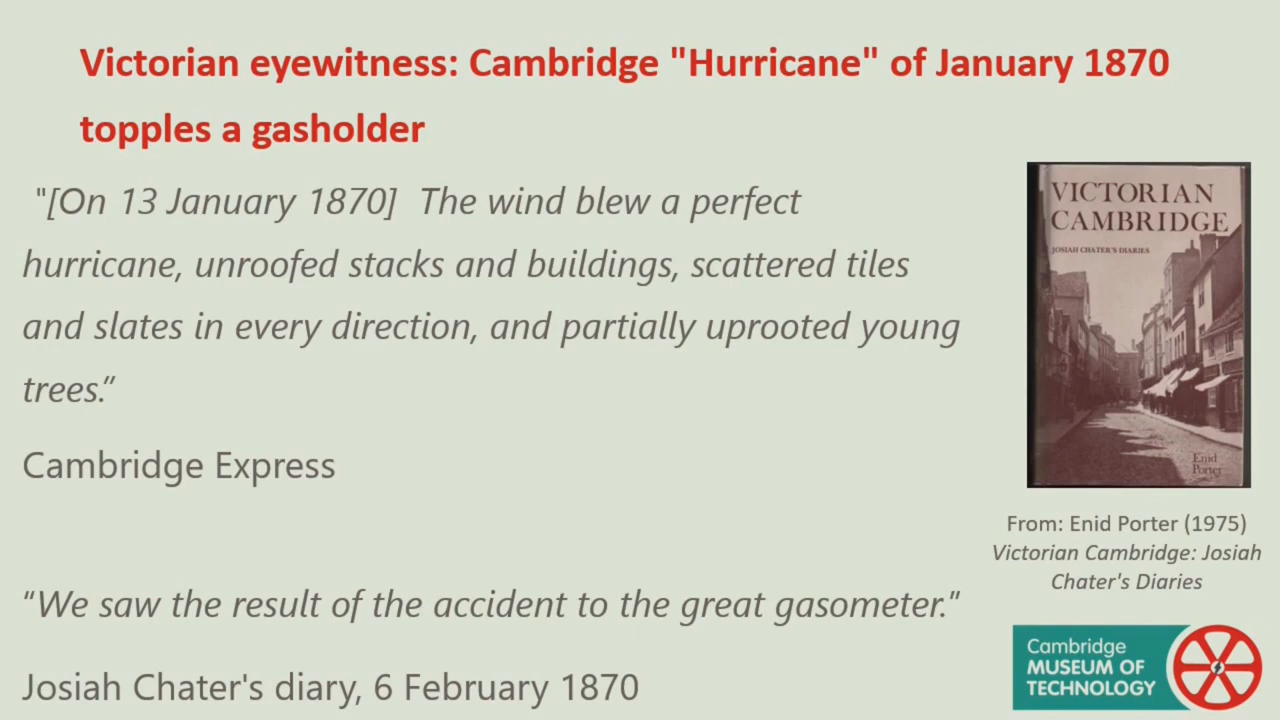 Victorian eyewitness: Cambridge "Hurricane" of January 1870
topples a gasholder
"[On 13 January 1870]  The wind blew a perfect
hurricane, unroofed stacks and buildings, scattered tiles
and slates in every direction, and partially uprooted young
trees.”
Cambridge Express
“We saw the result of the accident to the great gasometer.”
Josiah Chater's diary, 6 February 1870
VICTORIAN
CAMBRIDGE
JOSIAH CHATER'S DIARIES
Enid
Porter
From: Enid Porter (1975)
Victorian Cambridge: Josiah
Chater's Diaries
Cambridge
MUSEUM OF
TECHNOLOGY